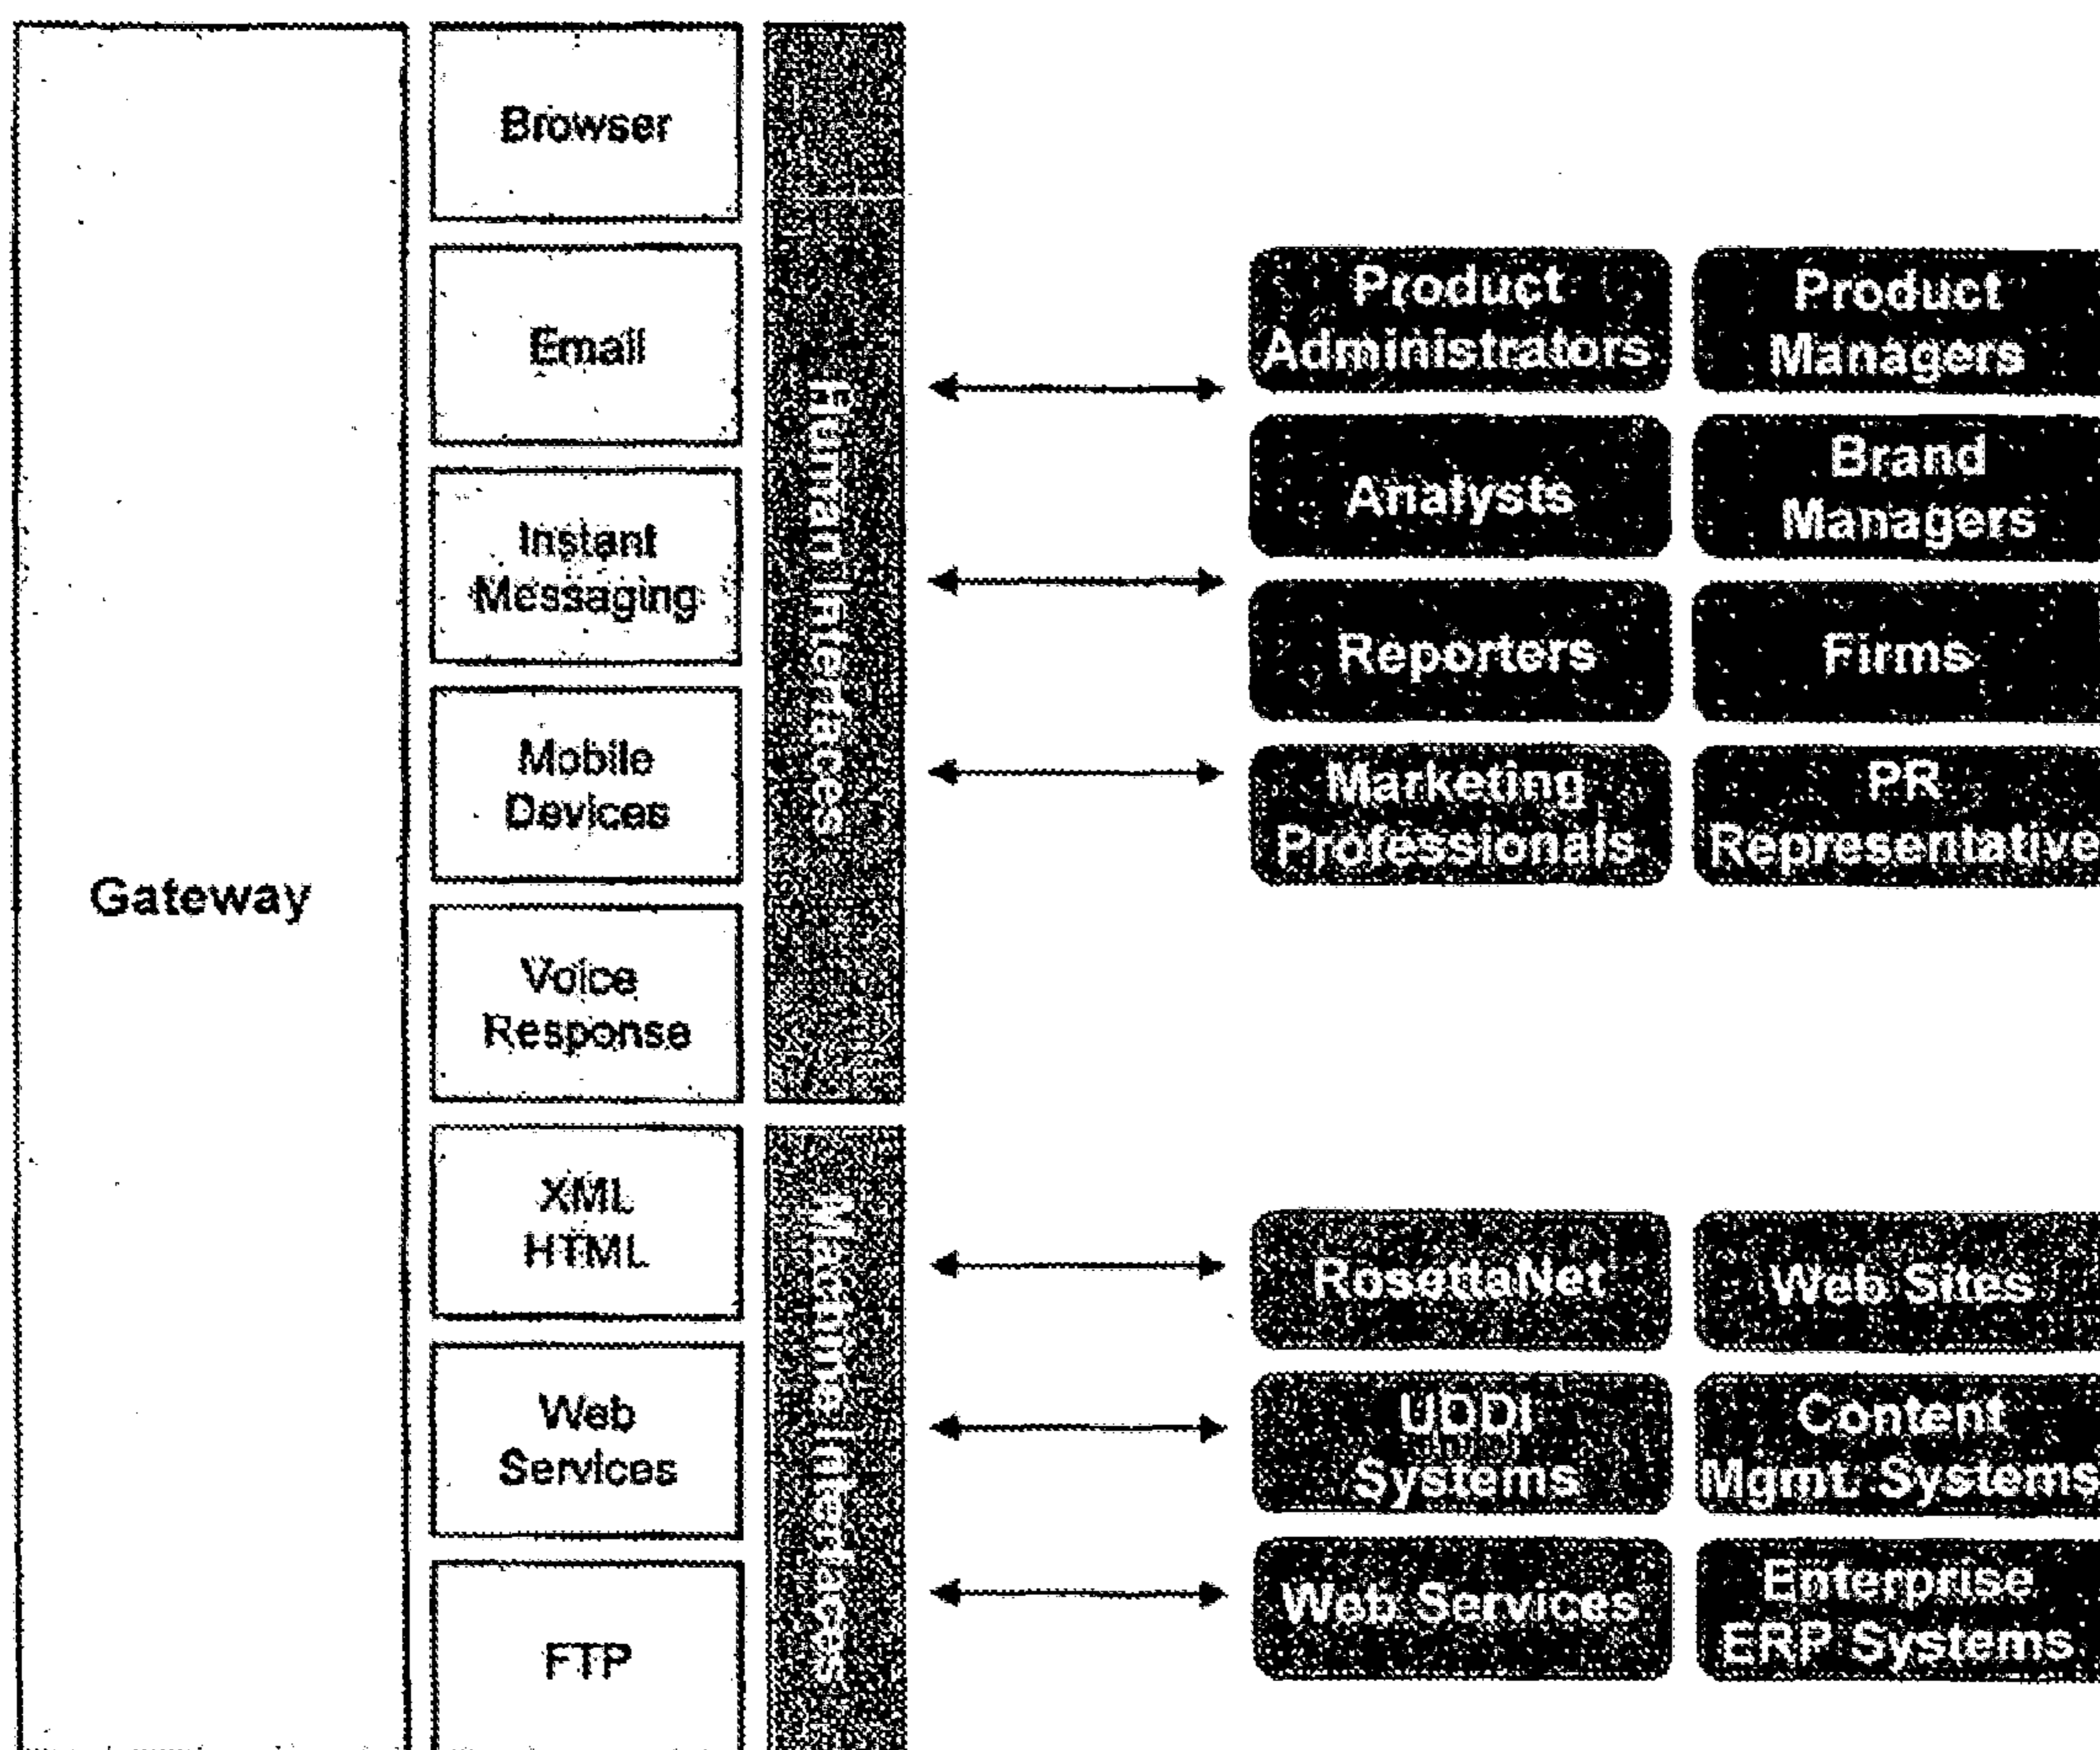 Gateway
Browser
Email
Instant
Messaging
Mobile
Devices
Voice
Response
XML
HTML
Web
Services
FTP
Human Interfaces
Machine Interfaces
Product
Administrators
Product
Managers
Analysts
Brand
Managers
Reporters
Firms
Marketing
Professionals
PR
Representative
RosettaNet
Web Sites
UDDI
Systems
Content
Mgmt. Systems
Web Services
Enterprise
ERP Systems